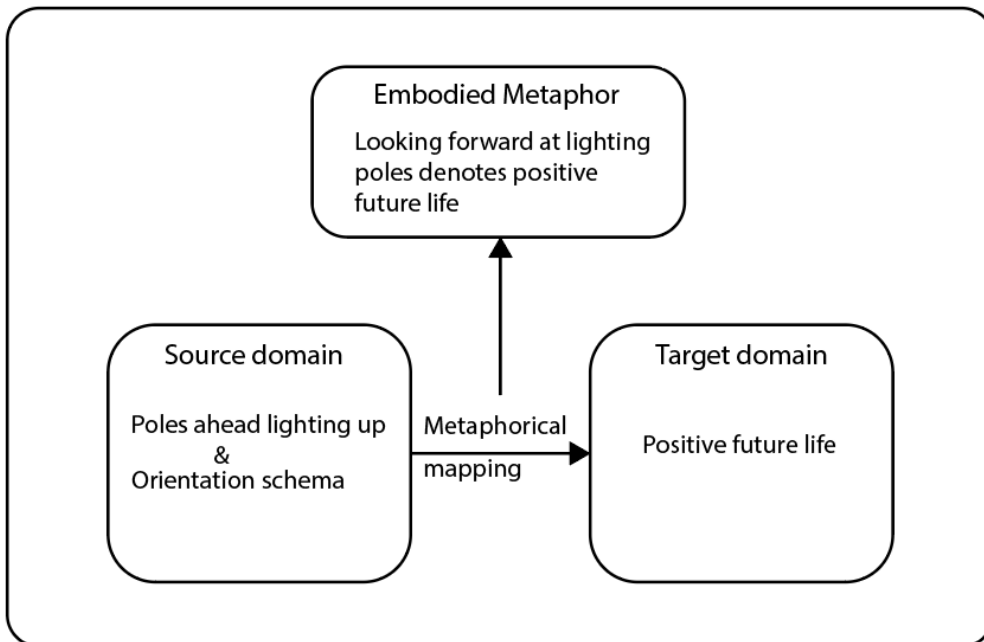 Embodied Metaphor
Looking forward at lighting
poles denotes positive
future life
Source domain
Poles ahead lighting up
&
Orientation schema
Metaphorical
mapping
Target domain
Positive future life